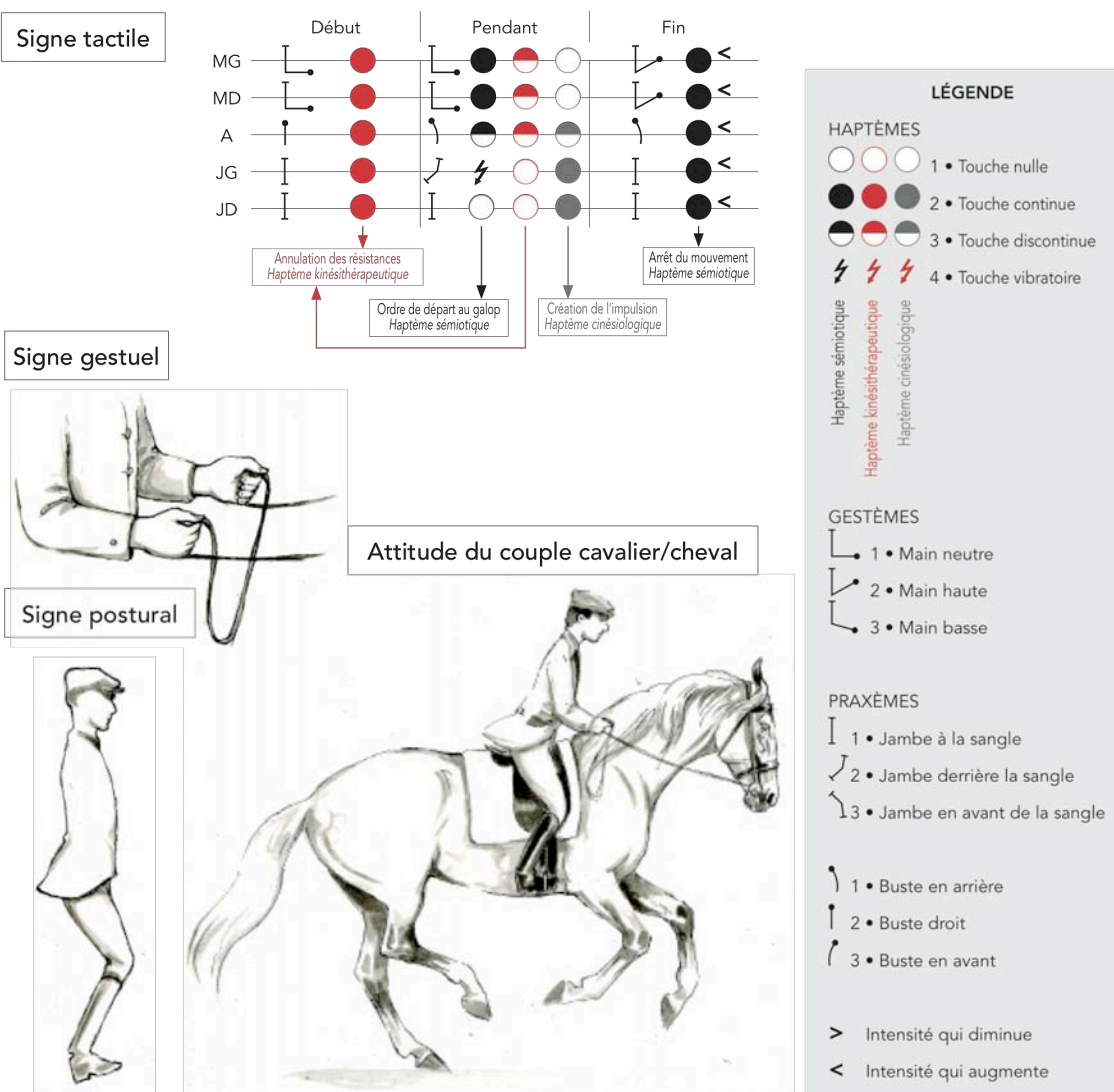 Signe tactile
Début
Pendant
Fin
MG
MD
A
JG
JD
<
<
<
<
<
Annulation des résistances
Haptème kinésithérapeutique
Ordre de départ au galop
Haptème sémiotique
Création de l'impulsion
Haptème cinésiologique
Arrêt du mouvement
Haptème sémiotique
Signe gestuel
Attitude du couple cavalier/cheval
Signe postural
LÉGENDE
HAPTÈMES
1 • Touche nulle
2 • Touche continue
3 • Touche discontinue
4 • Touche vibratoire
Haptème sémiotique
Haptème kinésithérapeutique
Haptème cinésiologique
GESTÈMES
1 • Main neutre
2 • Main haute
3 • Main basse
PRAXÈMES
1 • Jambe à la sangle
2 • Jambe derrière la sangle
3 • Jambe en avant de la sangle
1 • Buste en arrière
2 • Buste droit
3 • Buste en avant
> Intensité qui diminue
< Intensité qui augmente